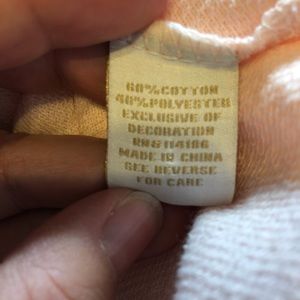 60%COTTON
40%POLYESTER
EXCLUSIVE OF
DECORATION
RN#114186
MADE IN CHINA
SEE REVERSE
FOR CARE